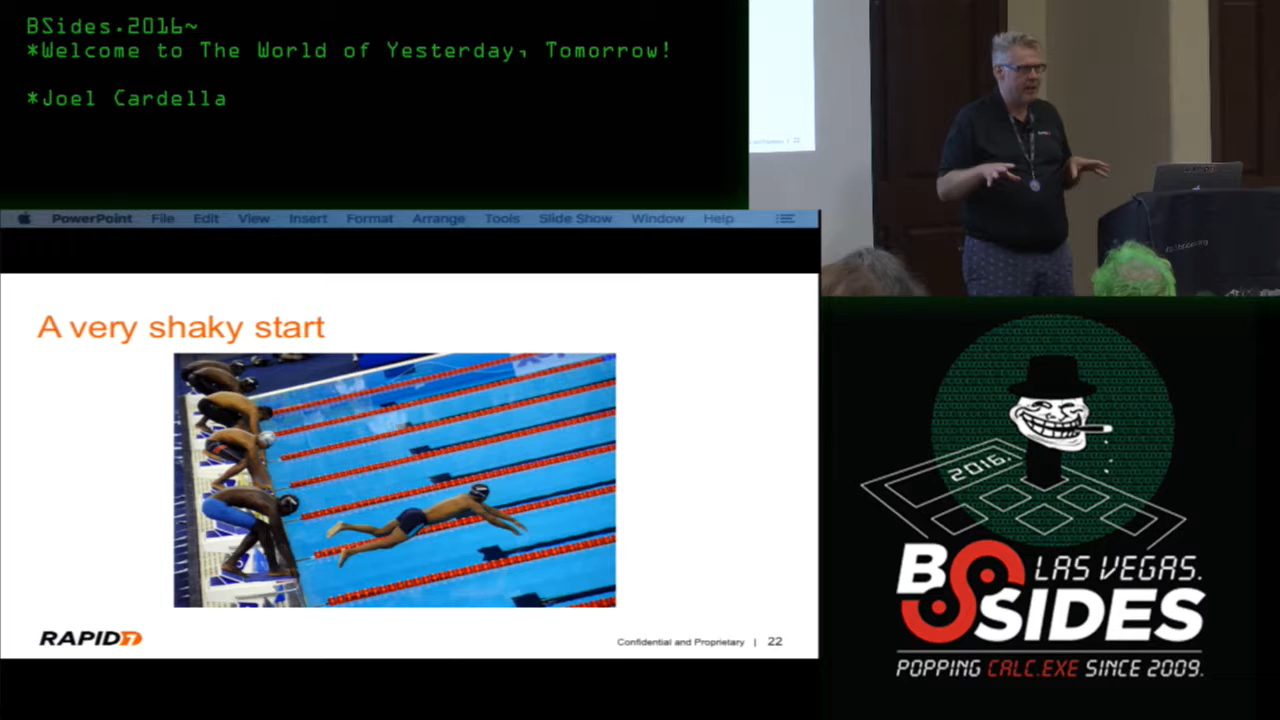 BSides.2016~
*Welcome to The World of Yesterday, Tomorrow!
*Joel Cardella
PowerPoint File Edit View Insert Format Arrange Tools Slide Show Window Help
A very shaky start
RAPID7
Confidential and Proprietary | 22
2016.
BSIDES
LAS VEGAS.
POPPING CALC.EXE SINCE 2009.